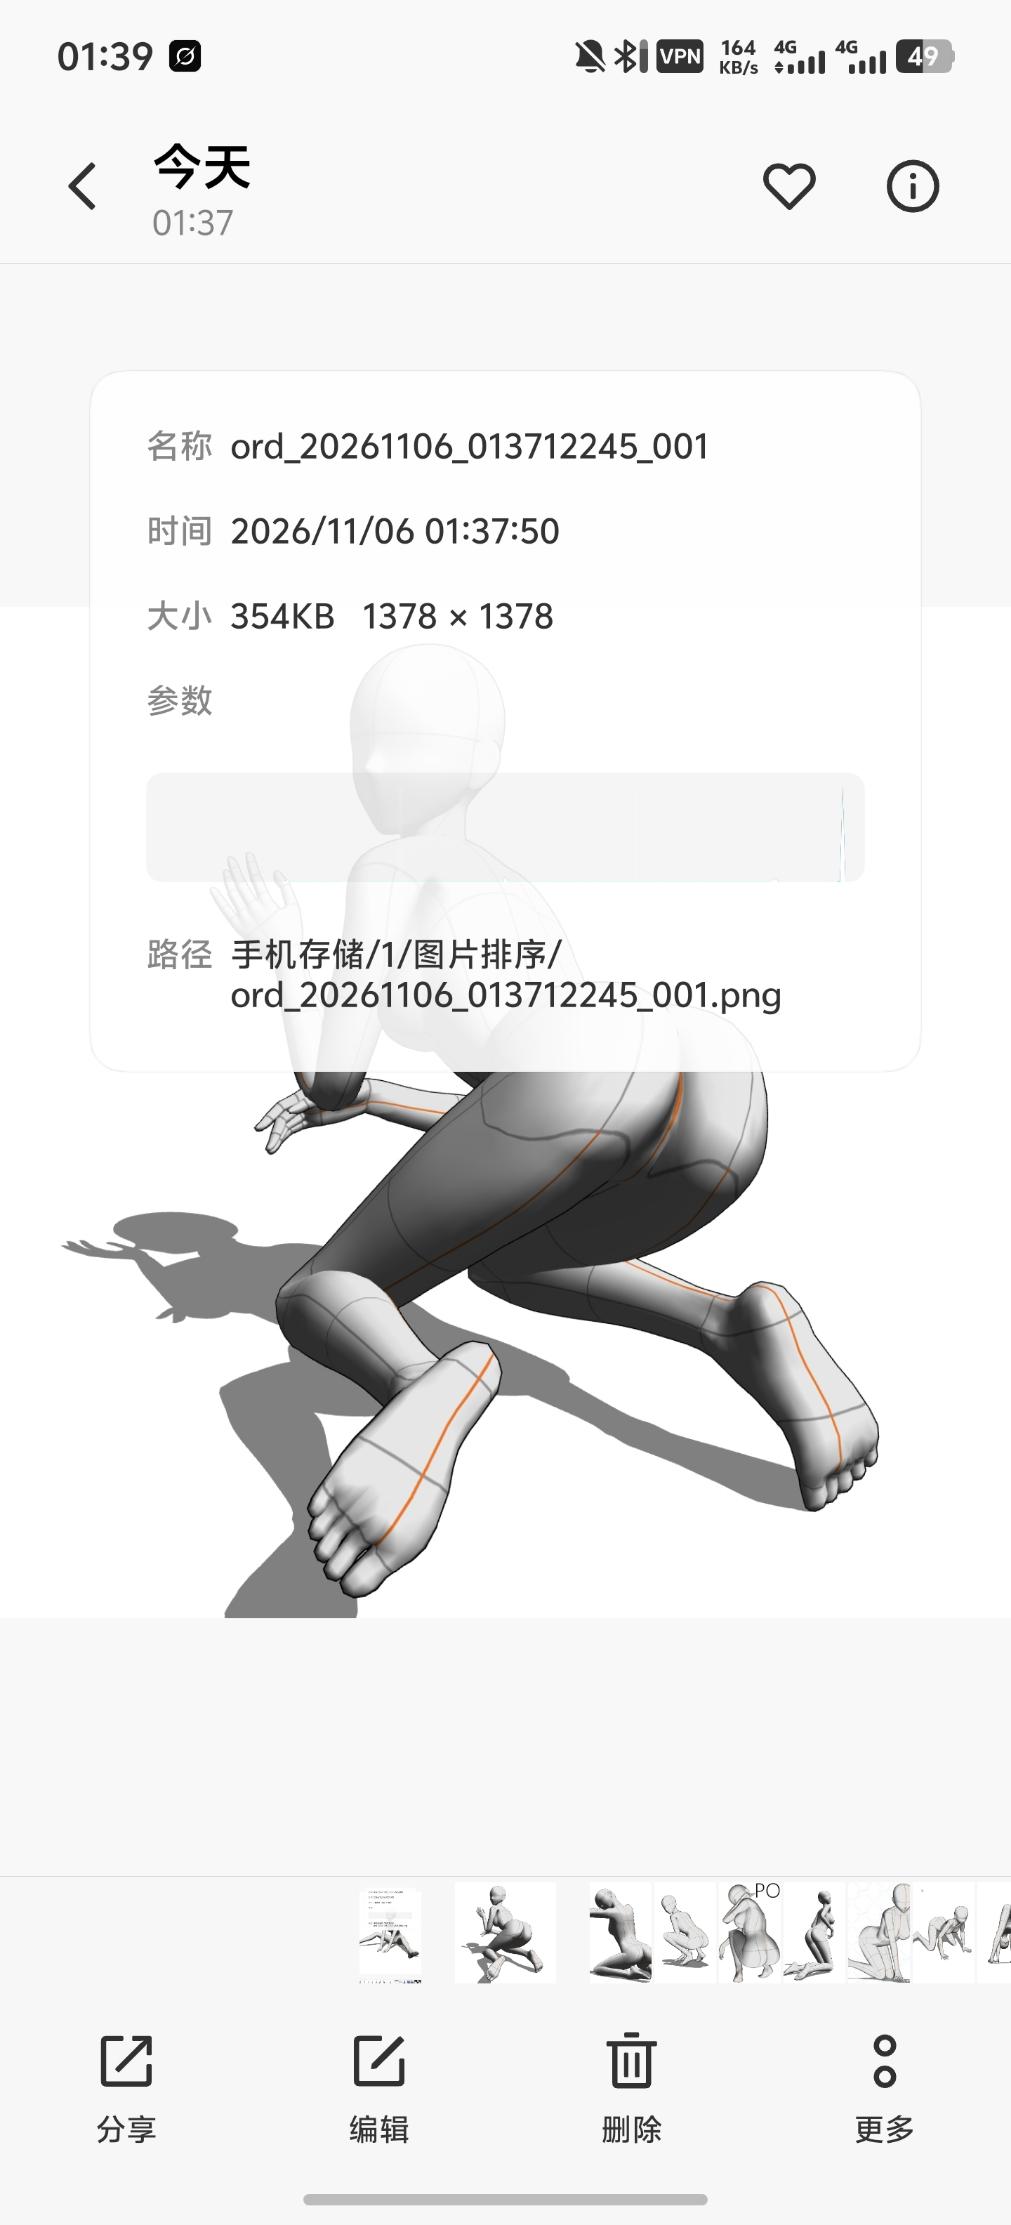 01:39
VPN
164
KB/s
4G
4G
49
今天
01:37
名称 ord_20261106_013712245_001
时间 2026/11/06 01:37:50
大小 354KB 1378 × 1378
参数
路径 手机存储/1/图片排序/
ord_20261106_013712245_001.png
PO
分享
编辑
删除
更多